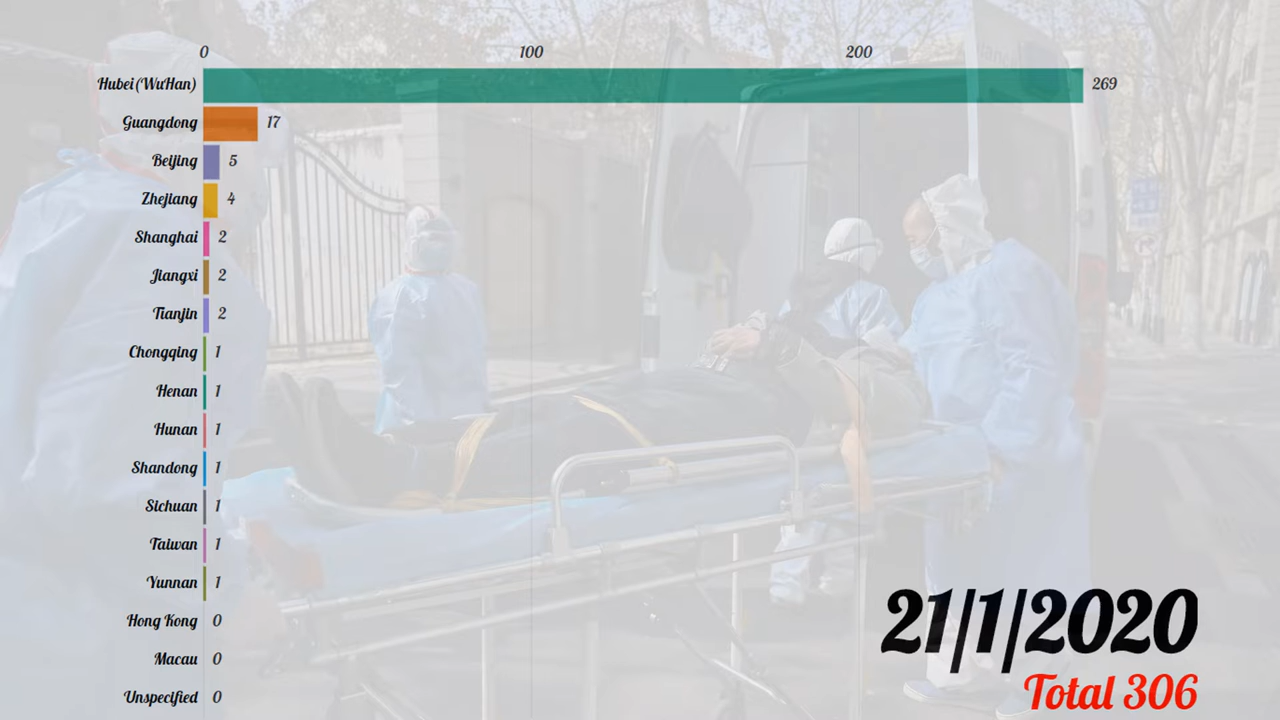 0 100 200
Hubei(WuHan) 269
Guangdong 17
Beijing 5
Zhejiang 4
Shanghai 2
Jiangxi 2
Tianjin 2
Chongqing 1
Henan 1
Hunan 1
Shandong 1
Sichuan 1
Taiwan 1
Yunnan 1
Hong Kong 0
Macau 0
Unspecified 0
21/1/2020
Total 306